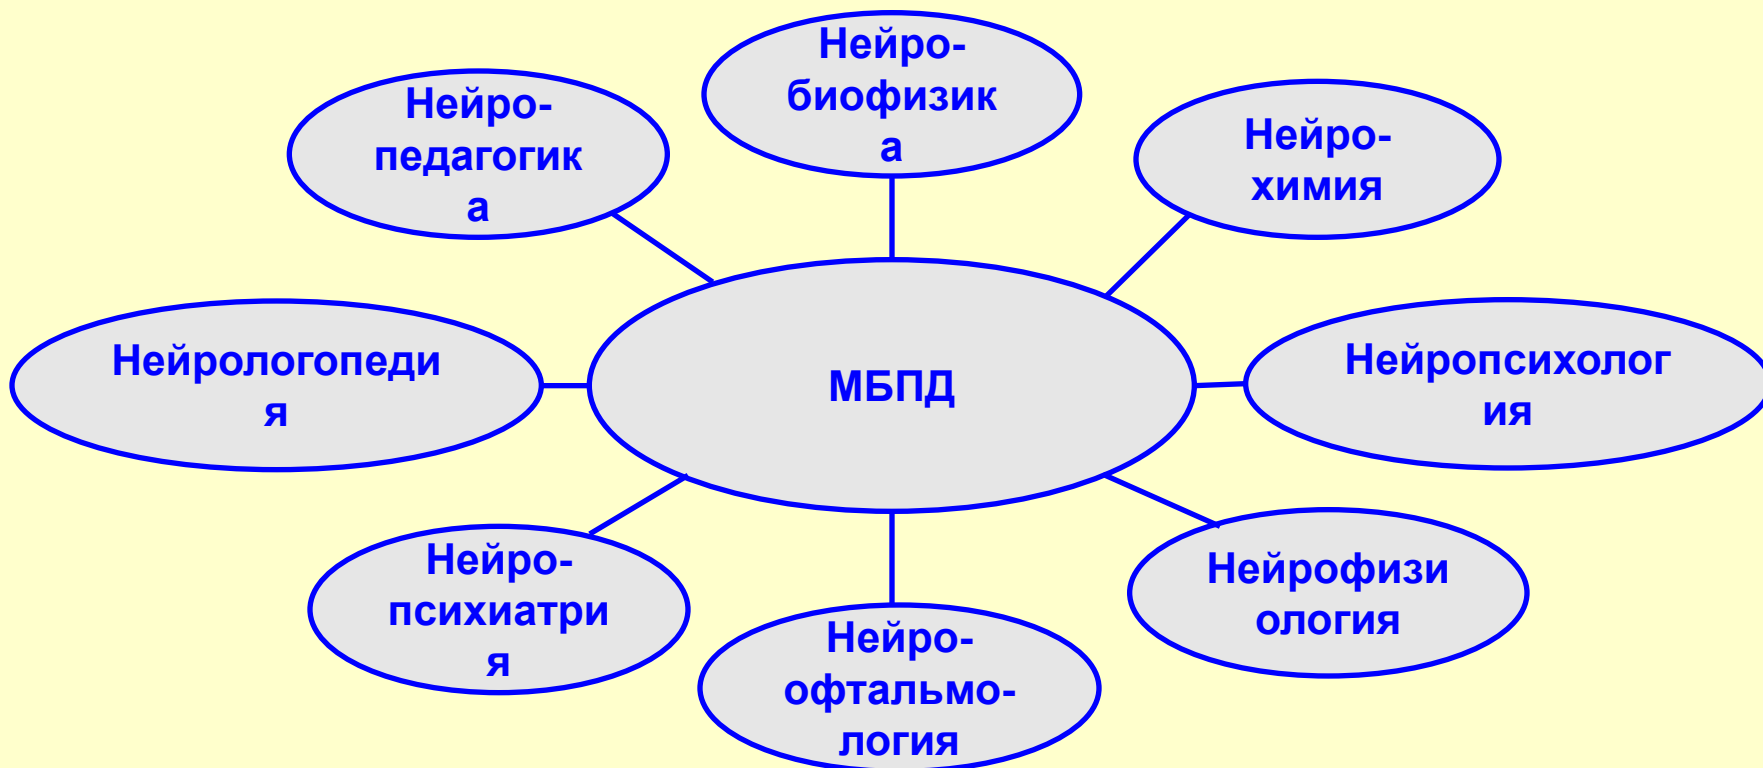 Нейро-
биофизик
а
Нейро-
педагогик
а
Нейро-
химия
Нейрологопеди
я
МБПД
Нейропсихолог
ия
Нейро-
психиатри
я
Нейрофизи
ология
Нейро-
офтальмо-
логия